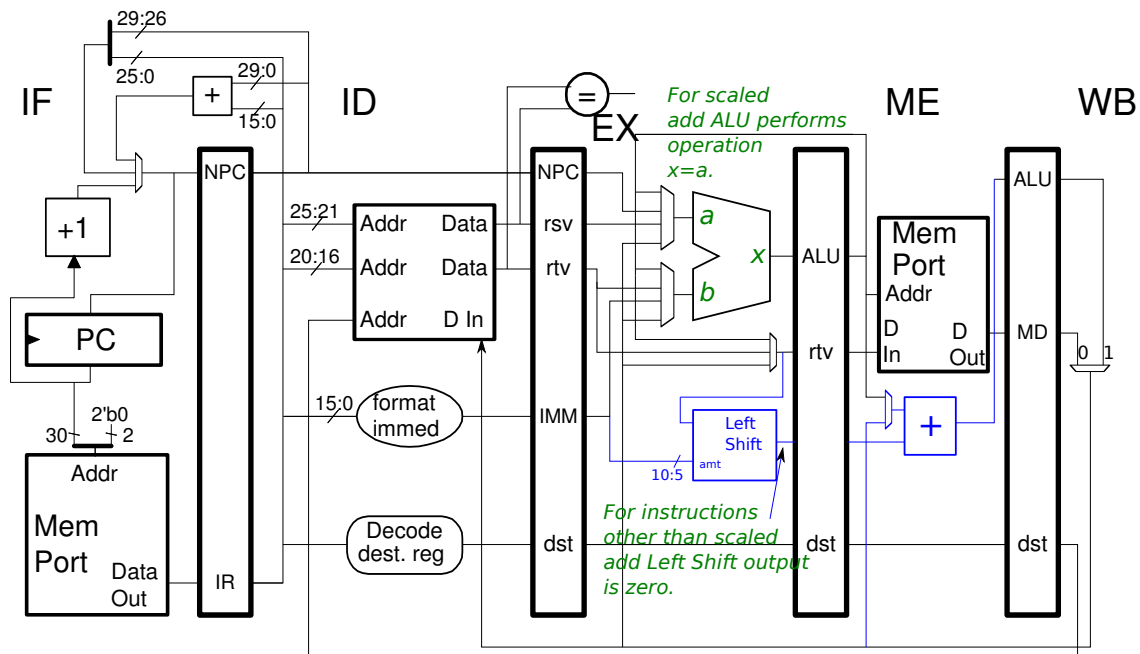 29:26
25:0
29:0
+
15:0
IF
ID
=
EX
For scaled
add ALU performs
operation
x=a.
ME
WB
NPC
NPC
ALU
+1
25:21
Addr
Data
rsv
a
20:16
Addr
Data
rtv
b
x
ALU
Mem
Port
Addr
Addr
D In
PC
D
In
D
Out
rtv
MD
0
1
15:0
format
immed
IMM
30
2'b0
2
Addr
Left
Shift
amt
10:5
+
Mem
Port
Data
Out
IR
Decode
dest. reg
dst
For instructions
other than scaled
add Left Shift output
is zero.
dst
dst